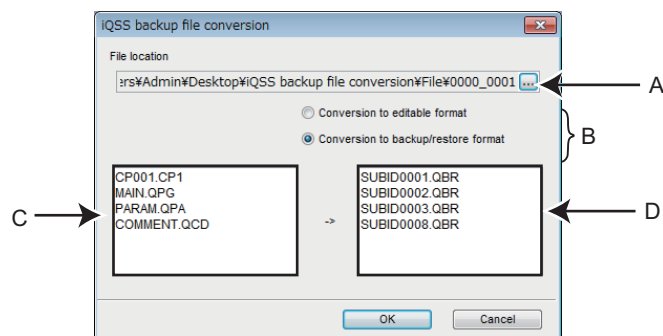 iQSS backup file conversion
File location
ers¥Admin¥Desktop¥iQSS backup file conversion¥File¥0000_0001 ...
A
Conversion to editable format
Conversion to backup/restore format
B
CP001.CP1
MAIN.QPG
PARAM.QPA
COMMENT.QCD
C
->
SUBID0001.QBR
SUBID0002.QBR
SUBID0003.QBR
SUBID0008.QBR
D
OK
Cancel